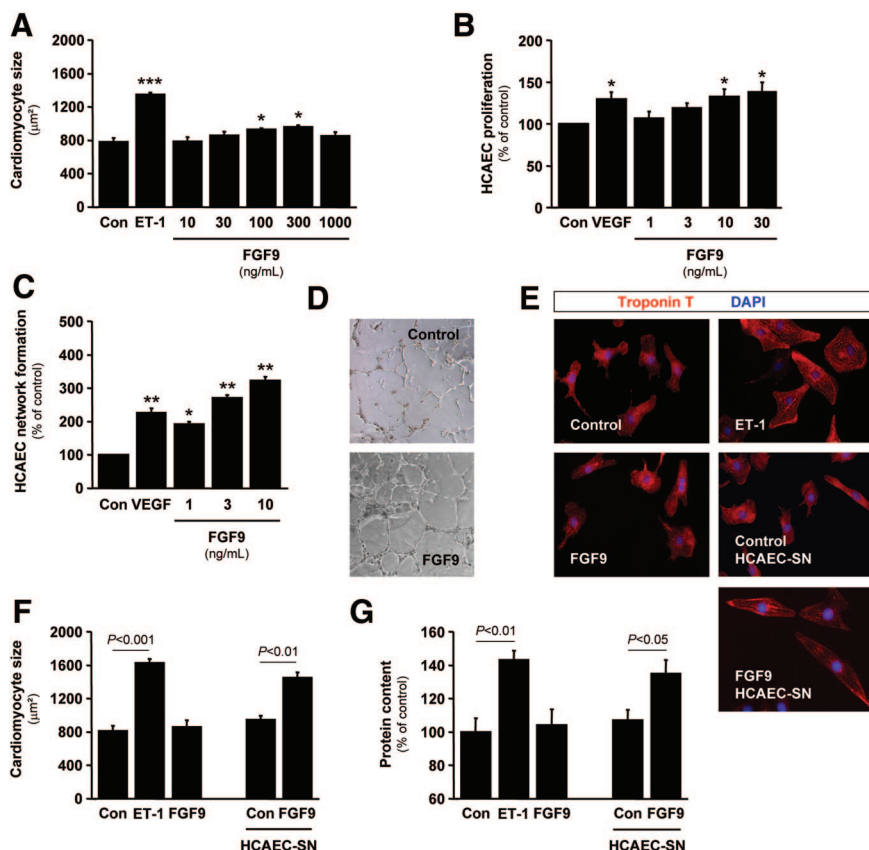 A
Cardiomyocyte size
(µm²)
2000
1600
1200
800
400
0
***
*
*
Con ET-1 10 30 100 300 1000
FGF9
(ng/mL)
B
HCAEC proliferation
(% of control)
200
150
100
50
0
*
*
*
Con VEGF 1 3 10 30
FGF9
(ng/mL)
C
HCAEC network formation
(% of control)
500
400
300
200
100
0
**
*
**
**
Con VEGF 1 3 10
FGF9
(ng/mL)
D
Control
FGF9
E
Troponin T DAPI
Control
ET-1
FGF9
Control
HCAEC-SN
FGF9
HCAEC-SN
F
Cardiomyocyte size
(µm²)
2000
1600
1200
800
400
0
P<0.001
P<0.01
Con ET-1 FGF9 Con FGF9
HCAEC-SN
G
Protein content
(% of control)
160
140
120
100
80
60
P<0.01
P<0.05
Con ET-1 FGF9 Con FGF9
HCAEC-SN